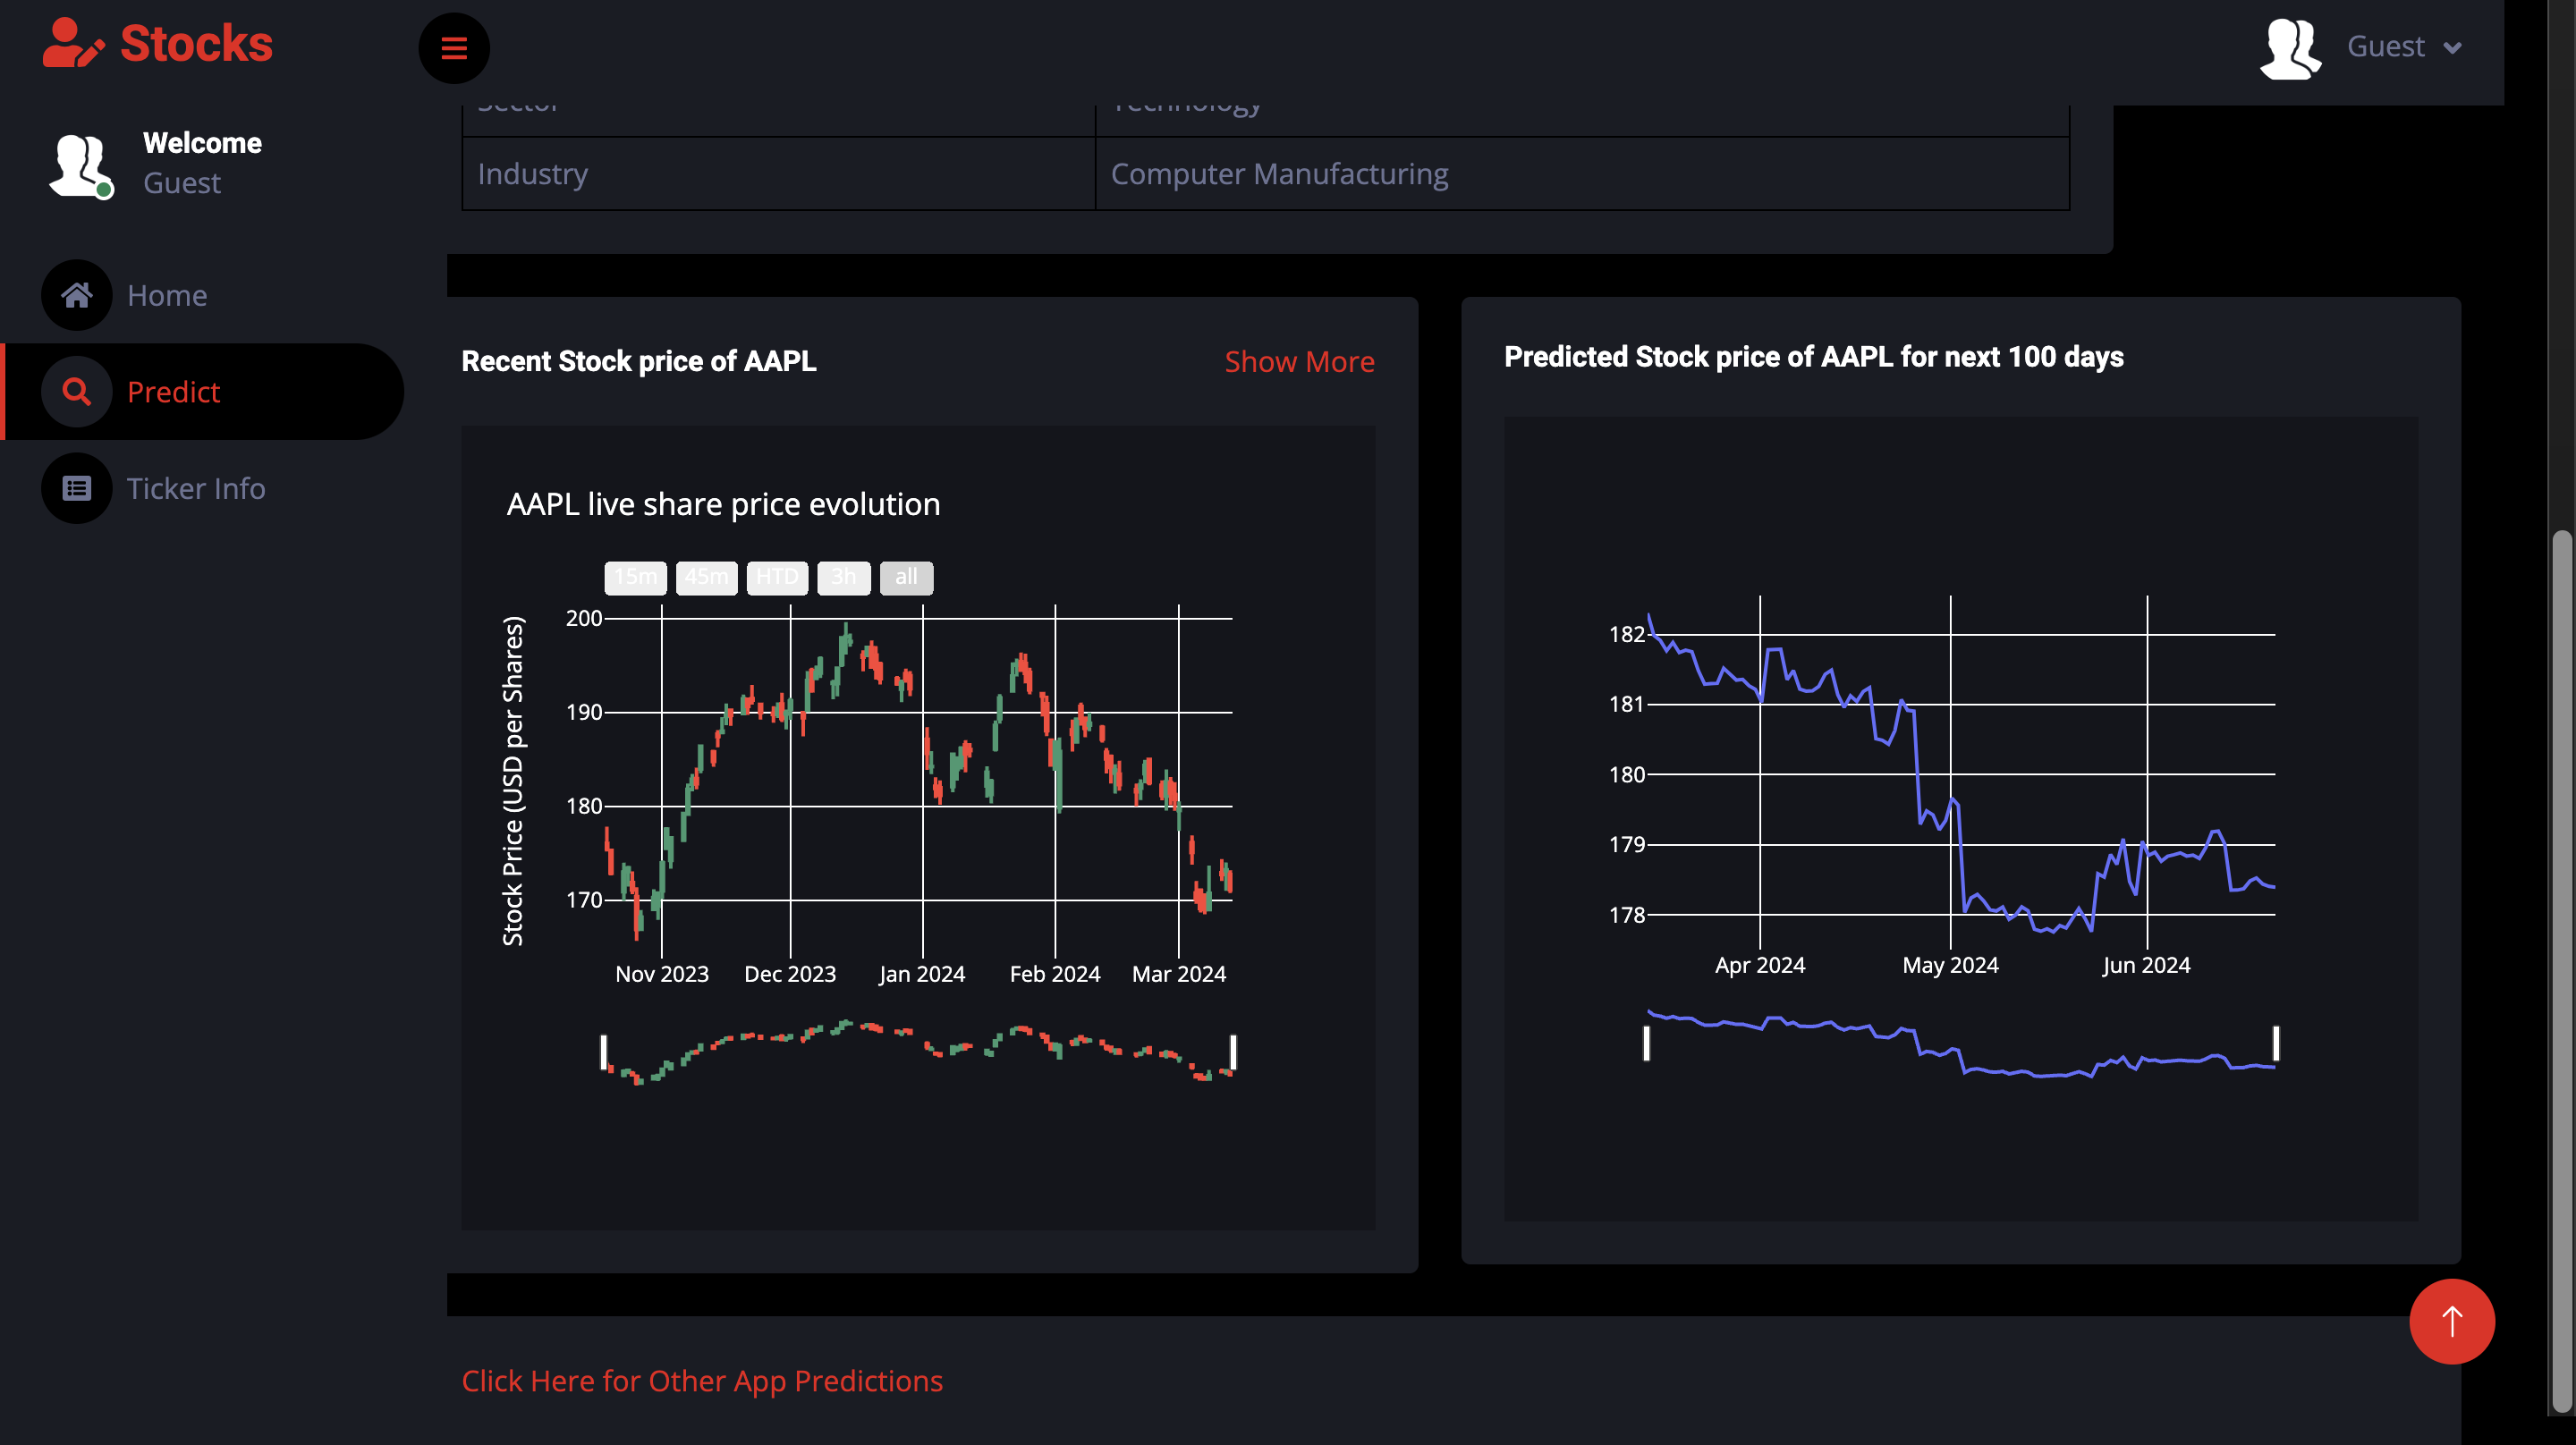 Stocks
Guest
Welcome
Guest
Home
Predict
Ticker Info
Sector
Technology
Industry
Computer Manufacturing
Recent Stock price of AAPL
Show More
AAPL live share price evolution
15m
45m
HTD
3h
all
Stock Price (USD per Shares)
200
190
180
170
Nov 2023
Dec 2023
Jan 2024
Feb 2024
Mar 2024
Predicted Stock price of AAPL for next 100 days
182
181
180
179
178
Apr 2024
May 2024
Jun 2024
Click Here for Other App Predictions